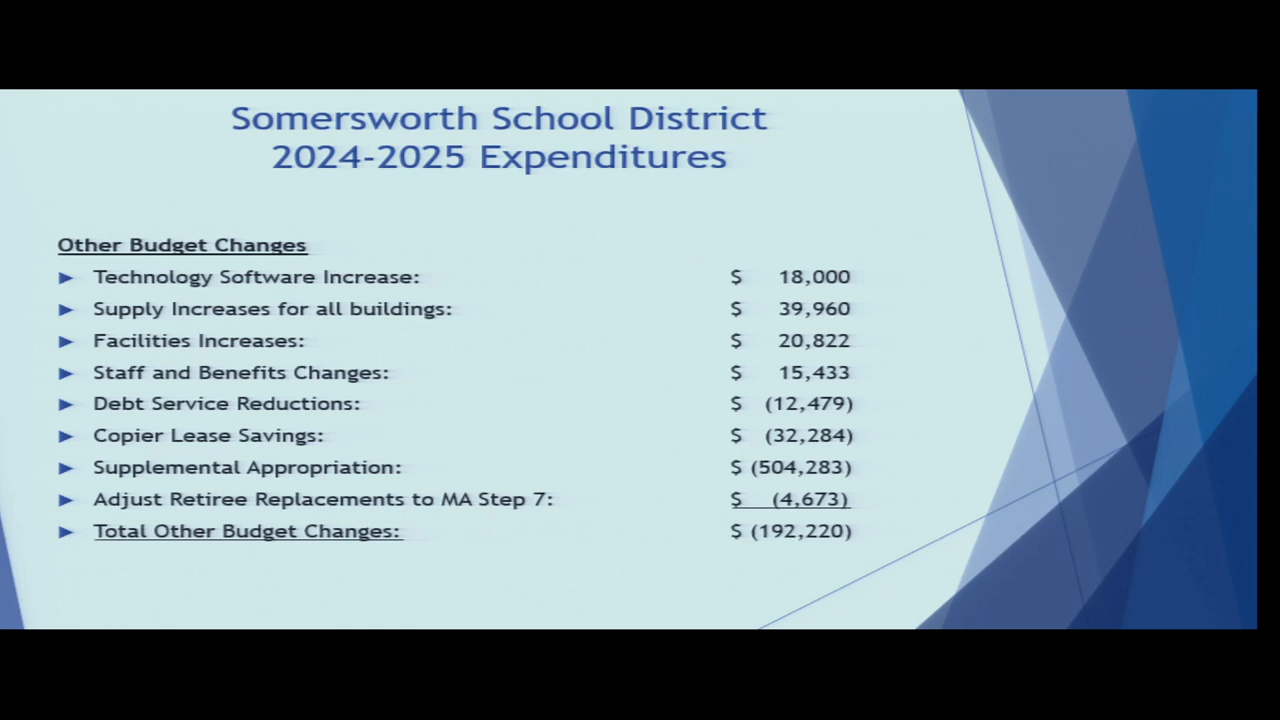 Somersworth School District
2024-2025 Expenditures
Other Budget Changes
► Technology Software Increase: $ 18,000
► Supply Increases for all buildings: $ 39,960
► Facilities Increases: $ 20,822
► Staff and Benefits Changes: $ 15,433
► Debt Service Reductions: $ (12,479)
► Copier Lease Savings: $ (32,284)
► Supplemental Appropriation: $ (504,283)
► Adjust Retiree Replacements to MA Step 7: $ (4,673)
► Total Other Budget Changes: $ (192,220)